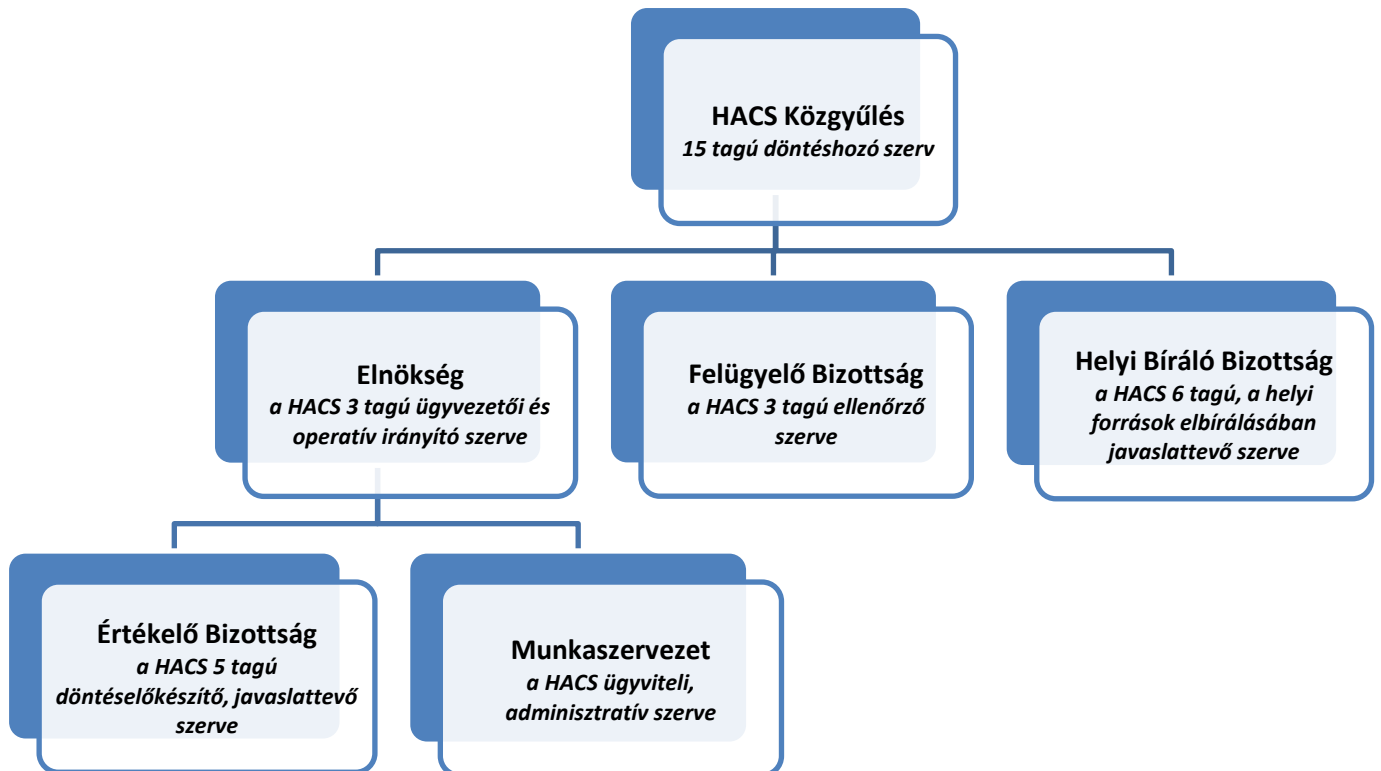 HACS Közgyűlés
15 tagú döntéshozó szerv
Elnökség
a HACS 3 tagú ügyvezetői és
operatív irányító szerve
Felügyelő Bizottság
a HACS 3 tagú ellenőrző
szerve
Helyi Bíráló Bizottság
a HACS 6 tagú, a helyi
források elbírálásában
javaslattevő szerve
Értékelő Bizottság
a HACS 5 tagú
döntéselőkészítő, javaslattevő
szerve
Munkaszervezet
a HACS ügyviteli,
adminisztratív szerve